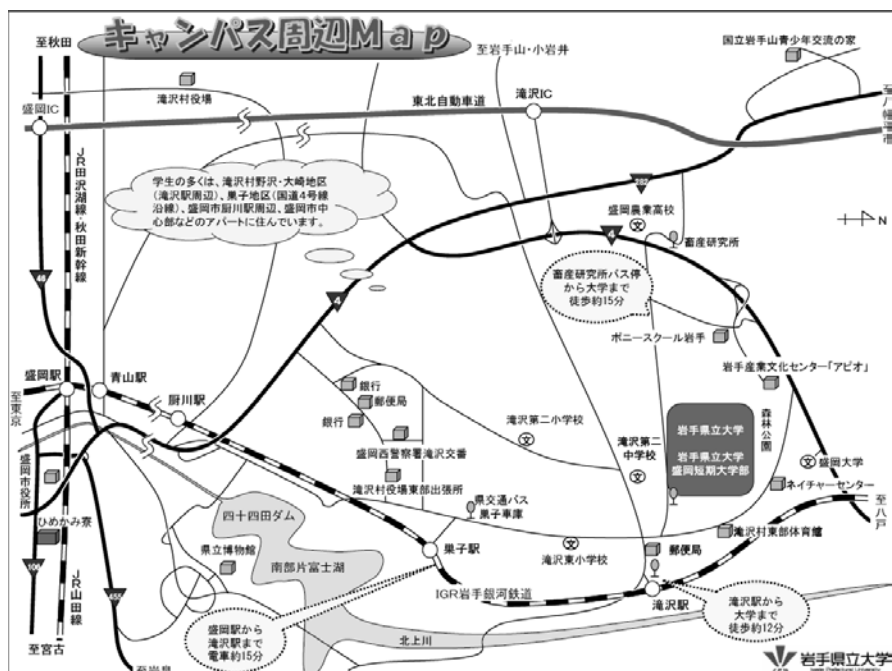 キャンパス周辺Map
至秋田
至岩手山・小岩井
国立岩手山青少年交流の家
滝沢村役場
盛岡IC
東北自動車道
滝沢IC
至八幡平市
JR田沢湖線・秋田新幹線
学生の多くは、滝沢村野沢・大崎地区
(滝沢駅周辺)、巣子地区(国道4号線
沿線)、盛岡市厨川駅周辺、盛岡市中
心部などのアパートに住んでいます。
282
盛岡農業高校
文
N
4
畜産研究所
畜産研究所バス停
から大学まで
徒歩約15分
46
4
ポニースクール岩手
岩手産業文化センター「アピオ」
盛岡駅
青山駅
厨川駅
至東京
銀行
郵便局
銀行
盛岡西警察署滝沢交番
滝沢村役場東部出張所
滝沢第二小学校
文
滝沢第二
中学校
文
岩手県立大学
岩手県立大学
盛岡短期大学部
森林公園
文
盛岡大学
ネイチャーセンター
至八戸
盛岡市役所
ひめかみ寮
四十四田ダム
県交通バス
巣子車庫
県立博物館
南部片富士湖
巣子駅
文
滝沢東小学校
郵便局
滝沢村東部体育館
106
JR山田線
455
IGR岩手銀河鉄道
滝沢駅
盛岡駅から
滝沢駅まで
電車約15分
滝沢駅から
大学まで
徒歩約12分
北上川
至宮古
至岩泉
岩手県立大学